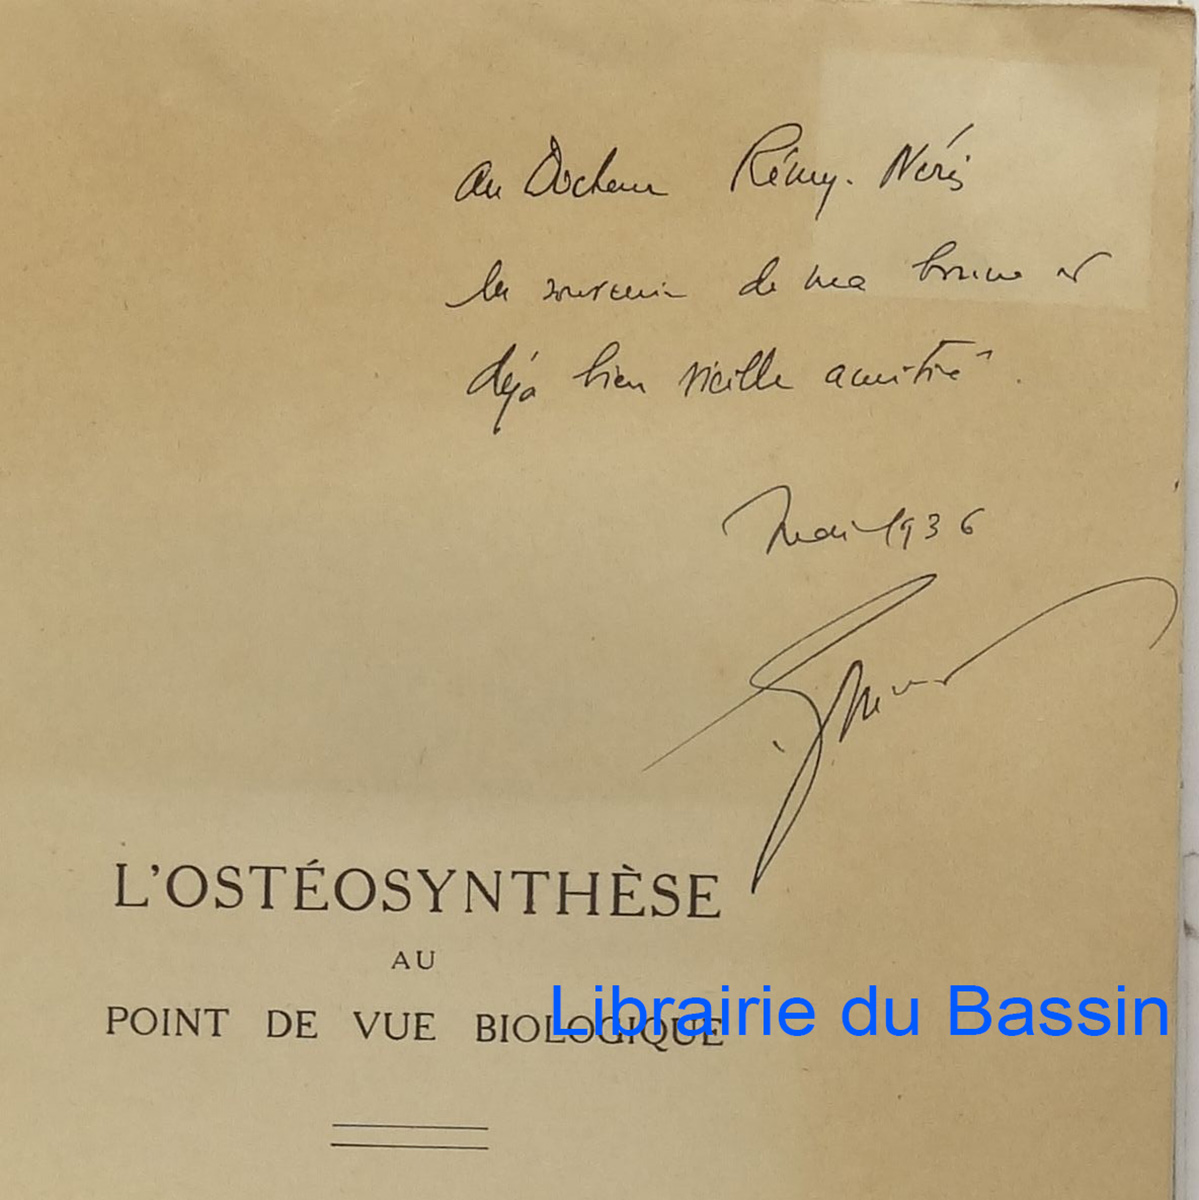 au Docteur Rémy-Néris
en souvenir de ma bonne et
déjà bien vieille amitié.
Mai 1936
L'OSTÉOSYNTHÈSE
AU
POINT DE VUE BIOLOGIQUE
Librairie du Bassin